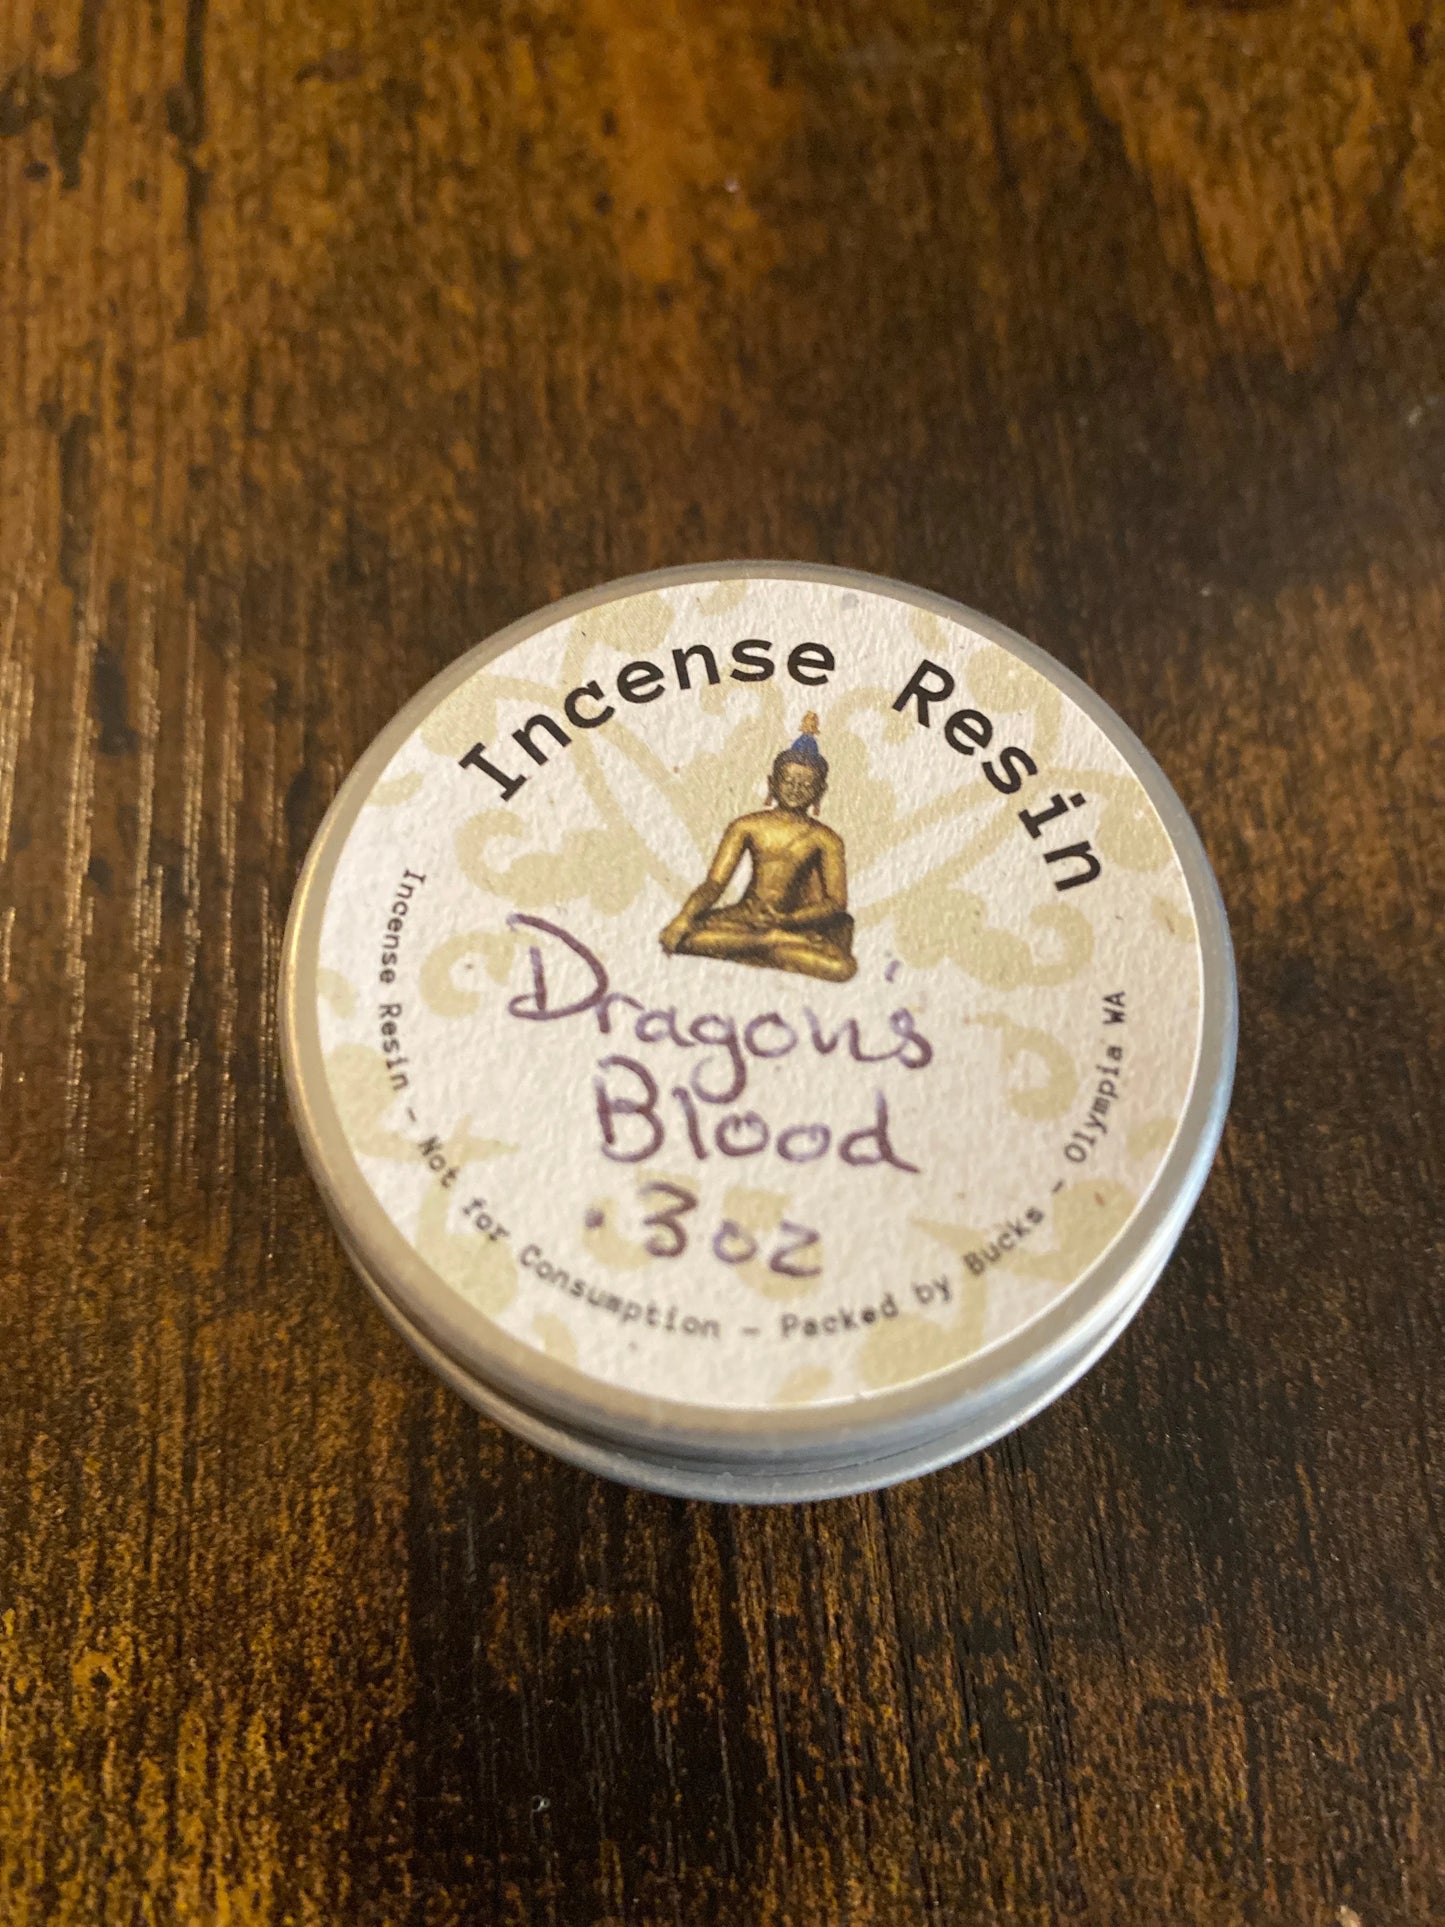 Incense Resin
Dragon's
Blood
.3oz
Incense Resin - Not for Consumption - Packed by Bucks - Olympia WA